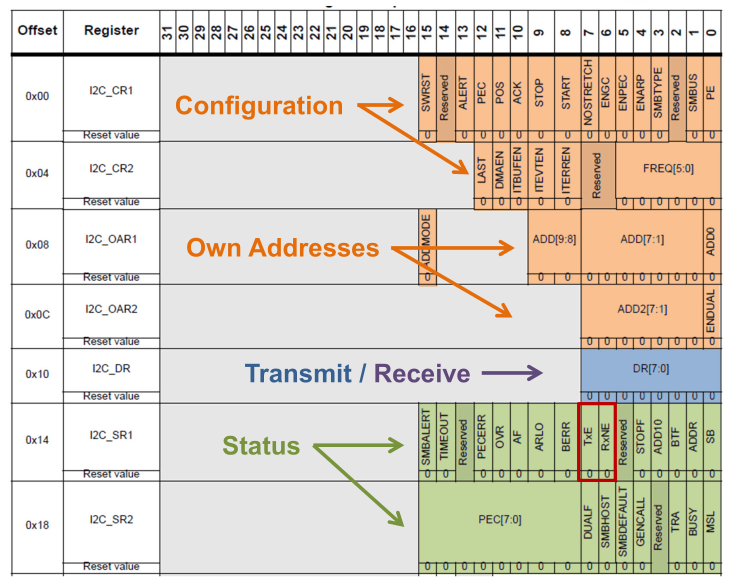 Offset Register 31 30 29 28 27 26 25 24 23 22 21 20 19 18 17 16 15 14 13 12 11 10 9 8 7 6 5 4 3 2 1 0
0x00 I2C_CR1 SWRST Reserved ALERT PEC POS ACK STOP START NOSTRETCH ENGC ENPEC ENARP SMBTYPE Reserved SMBUS PE
Configuration
Reset value 0 0 0 0 0 0 0 0 0 0 0 0 0 0
0x04 I2C_CR2 LAST DMAEN ITBUFEN ITEVTEN ITERREN Reserved FREQ[5:0]
Reset value 0 0 0 0 0 0 0 0 0 0 0
0x08 I2C_OAR1 ADDMODE ADD[9:8] ADD[7:1] ADD0
Own Addresses
Reset value 0 0 0 0 0 0 0 0 0 0 0
0x0C I2C_OAR2 ADD2[7:1] ENDUAL
Reset value 0 0 0 0 0 0 0 0
0x10 I2C_DR Transmit / Receive DR[7:0]
Reset value 0 0 0 0 0 0 0 0
0x14 I2C_SR1 SMBALERT TIMEOUT Reserved PECERR OVR AF ARLO BERR TxE RxNE Reserved STOPF ADD10 BTF ADDR SB
Status
Reset value 0 0 0 0 0 0 0 0 0 0 0 0 0 0
0x18 I2C_SR2 PEC[7:0] DUALF SMBHOST SMBDEFAULT GENCALL Reserved TRA BUSY MSL
Reset value 0 0 0 0 0 0 0 0 0 0 0 0 0 0 0